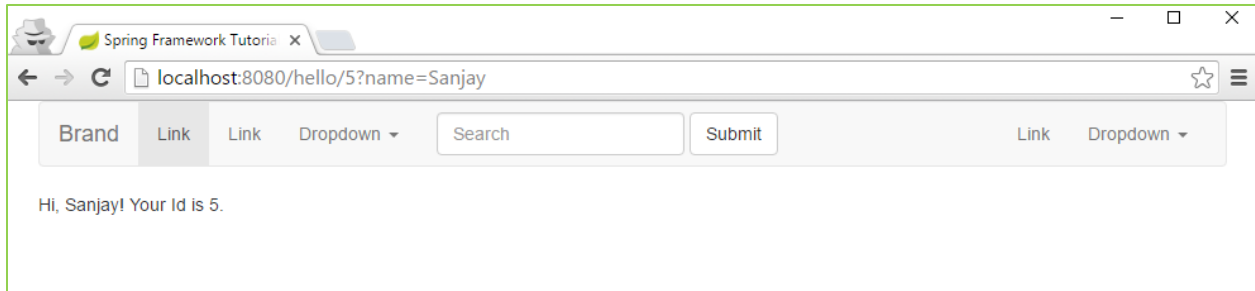 Spring Framework Tutoria
localhost:8080/hello/5?name=Sanjay
Brand Link Link Dropdown Search Submit Link Dropdown
Hi, Sanjay! Your Id is 5.